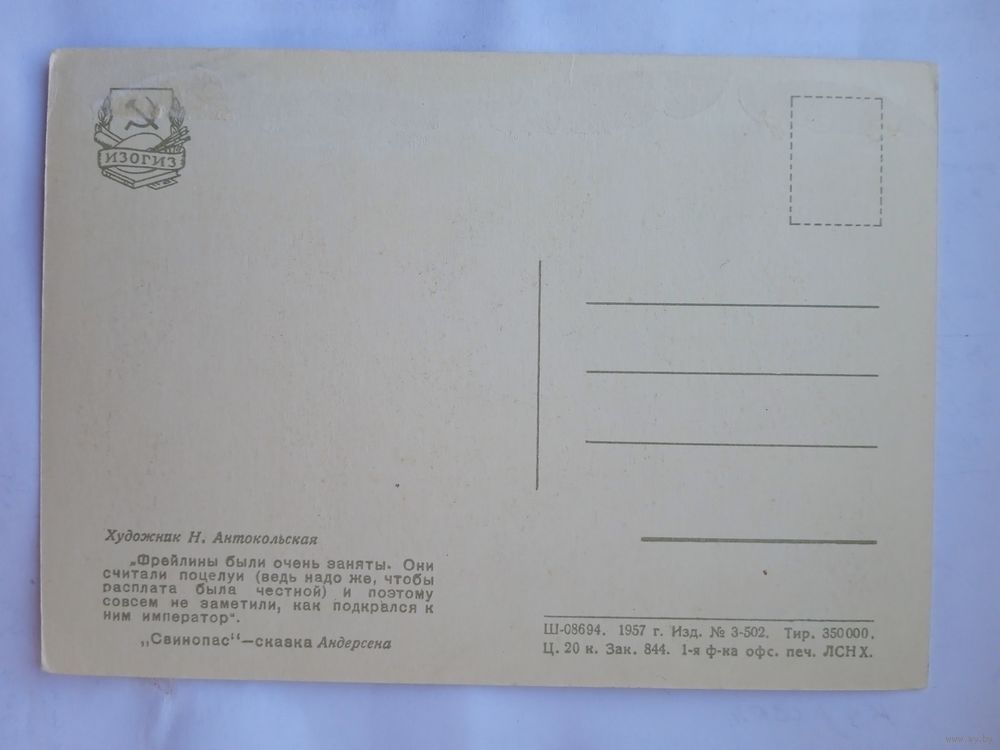 ИЗОГИЗ
Художник Н. Антокольская
„Фрейлины были очень заняты. Они
считали поцелуи (ведь надо же, чтобы
расплата была честной) и поэтому
совсем не заметили, как подкрался к
ним император“.
„Свинопас“—сказка Андерсена
Ш-08694. 1957 г. Изд. № 3-502. Тир. 350000.
Ц. 20 к. Зак. 844. 1-я ф-ка офс. печ. ЛСНХ.